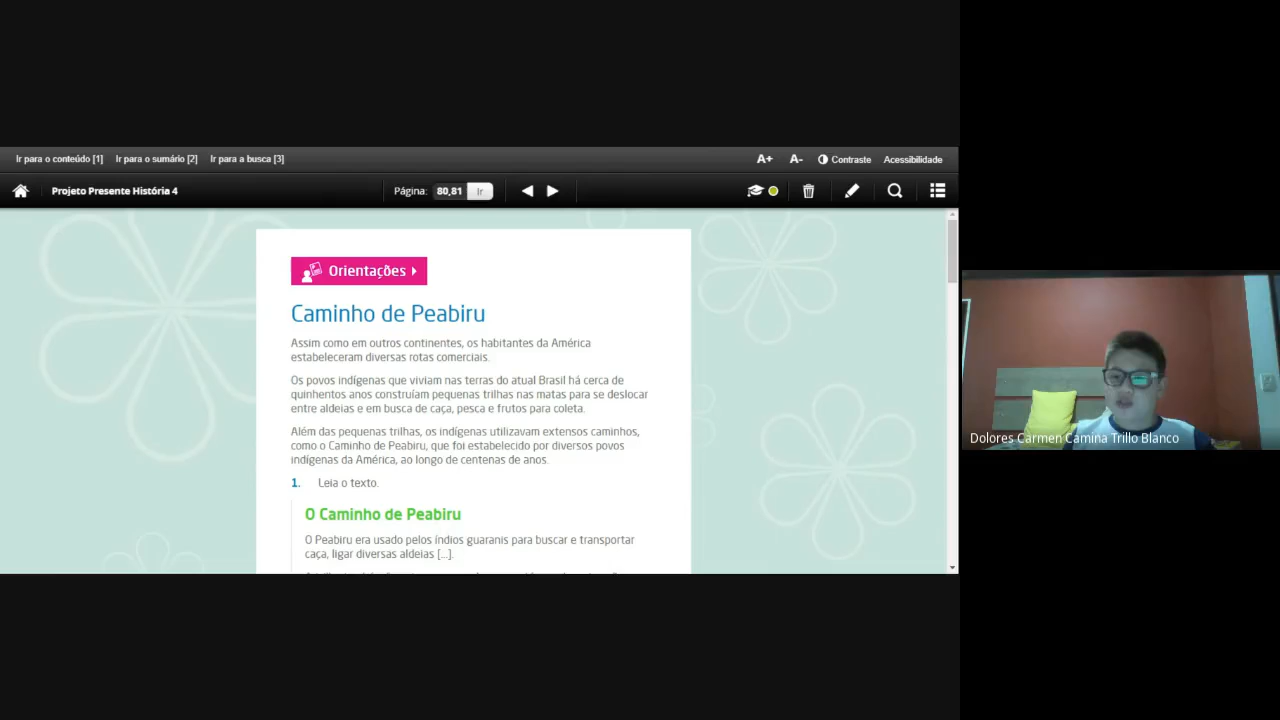 Ir para o conteúdo [1] Ir para o sumário [2] Ir para a busca [3] A+ A- Contraste Acessibilidade
Projeto Presente História 4 Página: 80,81 Ir
Orientações
Caminho de Peabiru
Assim como em outros continentes, os habitantes da América
estabeleceram diversas rotas comerciais.
Os povos indígenas que viviam nas terras do atual Brasil há cerca de
quinhentos anos construíam pequenas trilhas nas matas para se deslocar
entre aldeias e em busca de caça, pesca e frutos para coleta.
Além das pequenas trilhas, os indígenas utilizavam extensos caminhos,
como o Caminho de Peabiru, que foi estabelecido por diversos povos
indígenas da América, ao longo de centenas de anos.
1. Leia o texto.
O Caminho de Peabiru
O Peabiru era usado pelos índios guaranis para buscar e transportar
caça, ligar diversas aldeias [...].
Dolores Carmen Camina Trillo Blanco